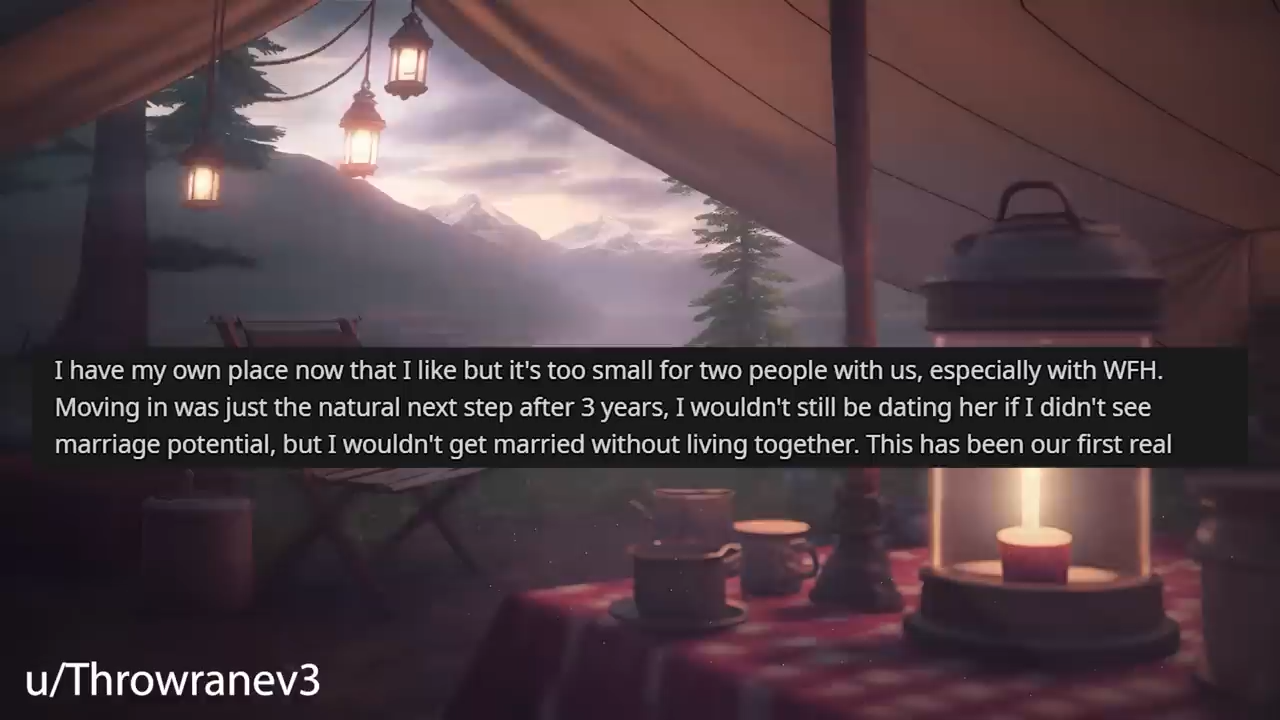 I have my own place now that I like but it's too small for two people with us, especially with WFH.
Moving in was just the natural next step after 3 years, I wouldn't still be dating her if I didn't see
marriage potential, but I wouldn't get married without living together. This has been our first real
u/Throwranev3